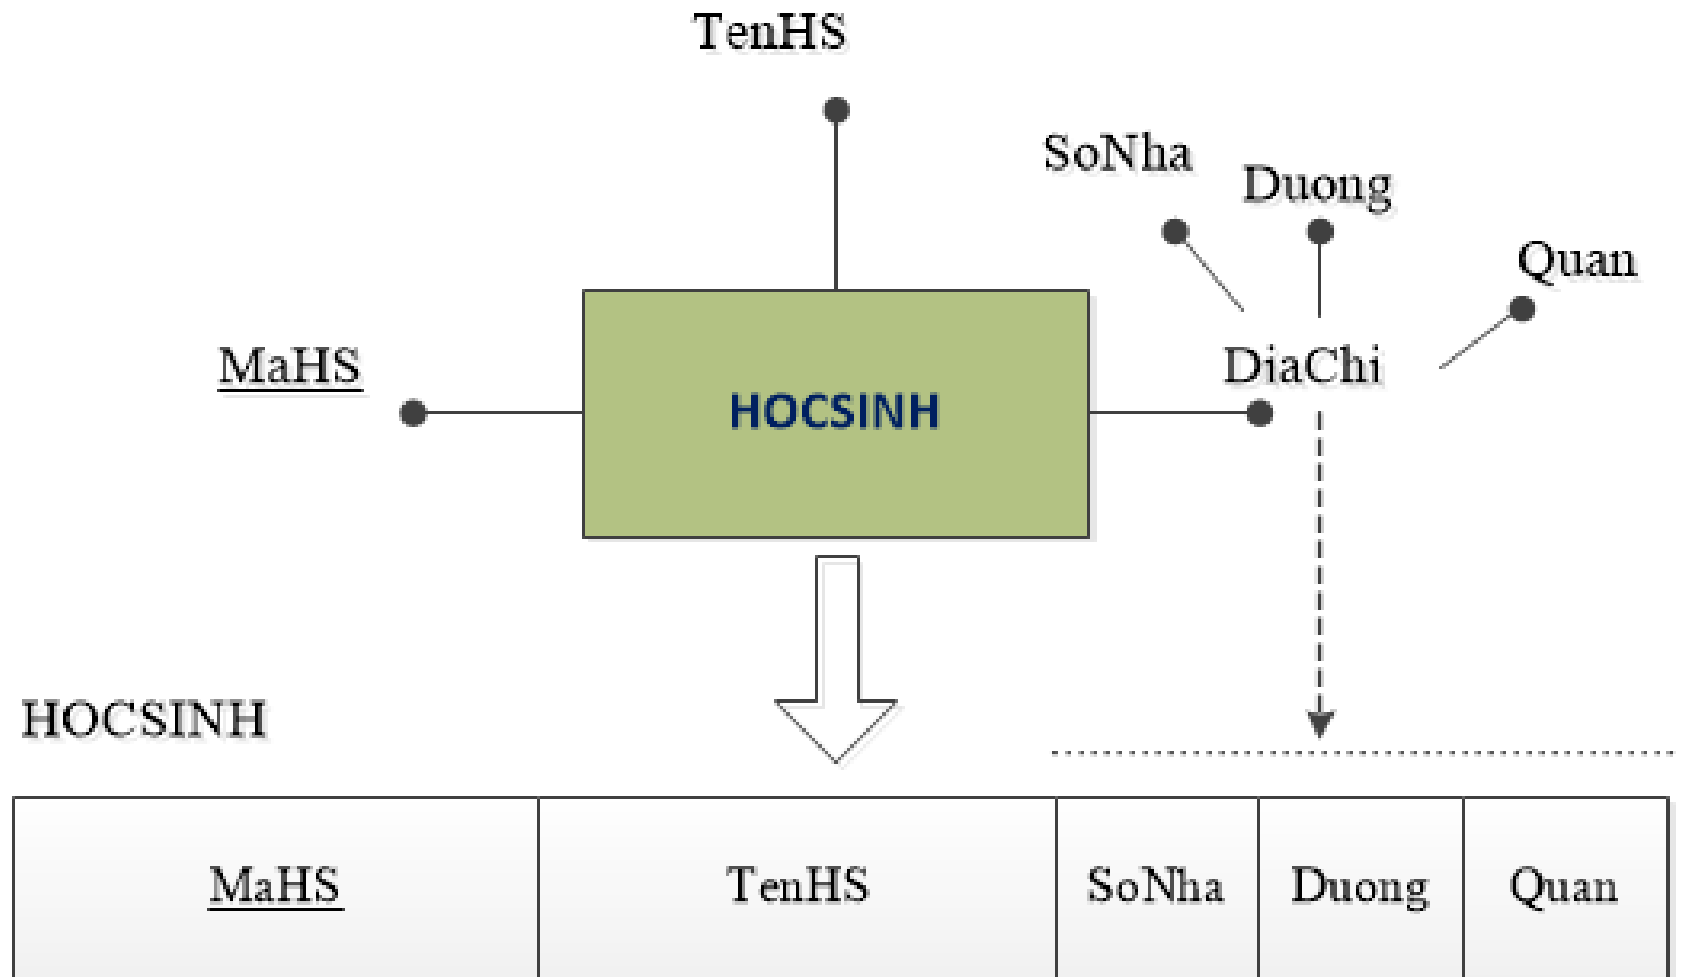 TenHS
SoNha
Duong
Quan
MaHS
HOCSINH
DiaChi
HOCSINH
MaHS TenHS SoNha Duong Quan